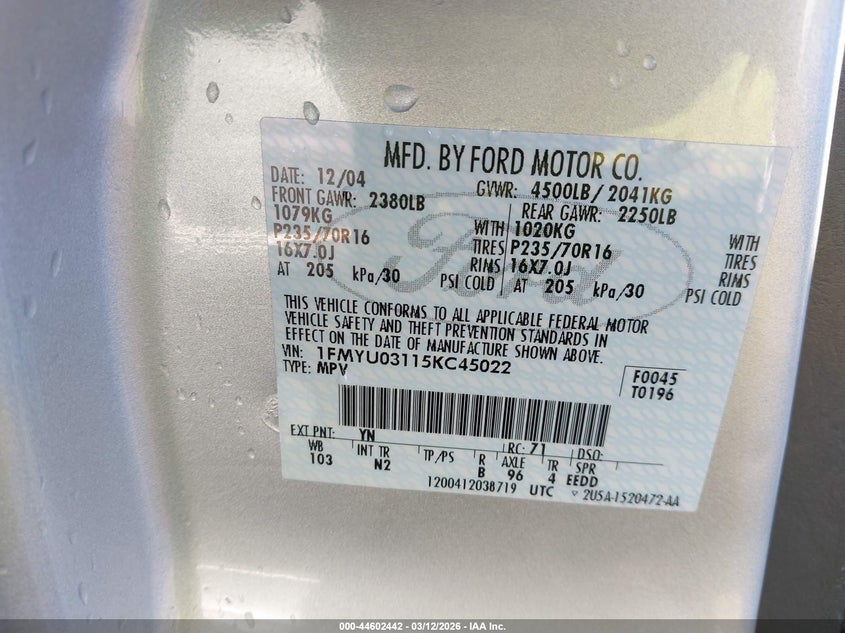 MFD. BY FORD MOTOR CO.
DATE: 12/04 GVWR: 4500LB/ 2041KG
FRONT GAWR: 2380LB REAR GAWR: 2250LB
1079KG WITH 1020KG WITH
P235/70R16 TIRES P235/70R16 TIRES
16X7.0J RIMS 16X7.0J RIMS
AT 205 kPa/30 PSI COLD AT 205 kPa/30 PSI COLD
Ford
THIS VEHICLE CONFORMS TO ALL APPLICABLE FEDERAL MOTOR
VEHICLE SAFETY AND THEFT PREVENTION STANDARDS IN
EFFECT ON THE DATE OF MANUFACTURE SHOWN ABOVE.
VIN: 1FMYU03115KC45022
TYPE: MPV
F0045
T0196
EXT PNT: YN RC: 71 DSO:
WB INT TR TP/PS R AXLE TR SPR
103 N2 B 96 4 EEDD
1200412038719 UTC 2U5A-1520472-AA
000-44602442 - 03/12/2026 - IAA Inc.